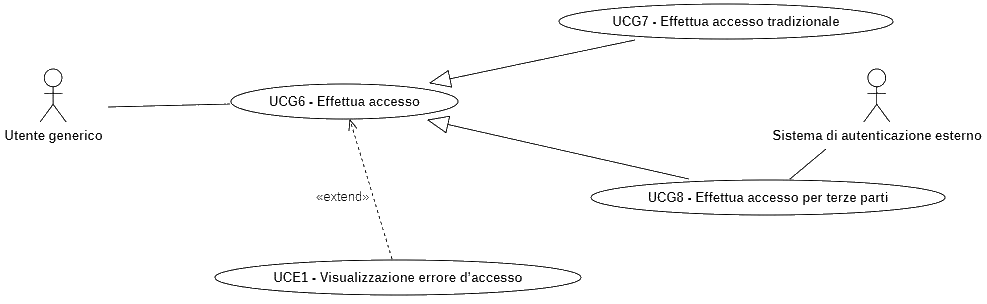 UCG7 - Effettua accesso tradizionale
UCG6 - Effettua accesso
Utente generico
Sistema di autenticazione esterno
«extend»
UCG8 - Effettua accesso per terze parti
UCE1 - Visualizzazione errore d'accesso